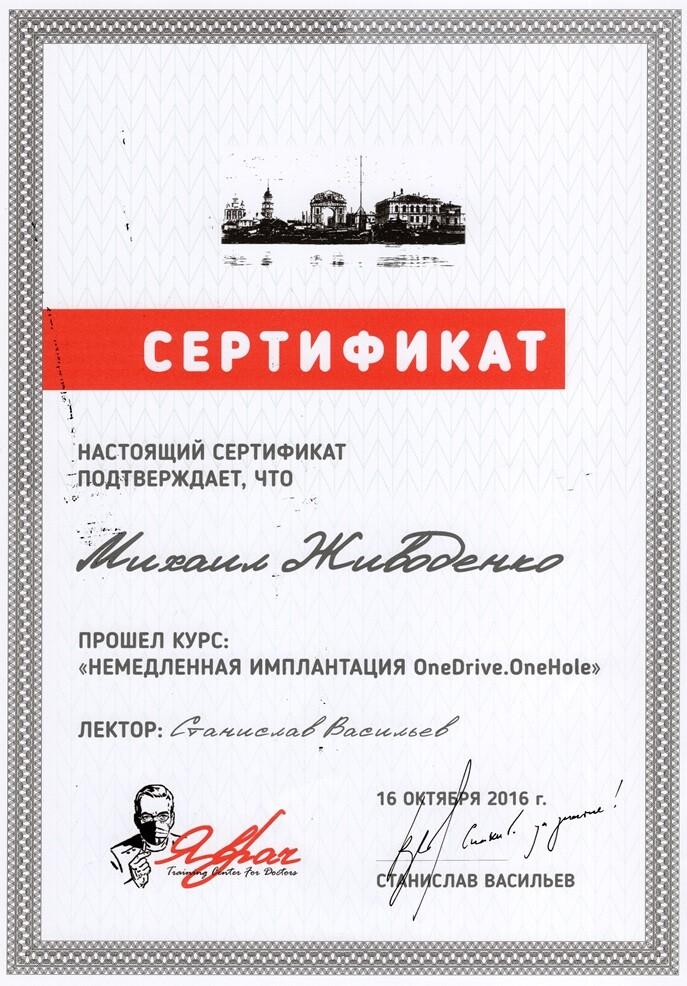 СЕРТИФИКАТ
НАСТОЯЩИЙ СЕРТИФИКАТ
ПОДТВЕРЖДАЕТ, ЧТО
Михаил Живоденко
ПРОШЕЛ КУРС:
«НЕМЕДЛЕННАЯ ИМПЛАНТАЦИЯ OneDrive.OneHole»
ЛЕКТОР: Станислав Васильев
16 ОКТЯБРЯ 2016 г.
СТАНИСЛАВ ВАСИЛЬЕВ
ЯВрач
Training Center For Doctors